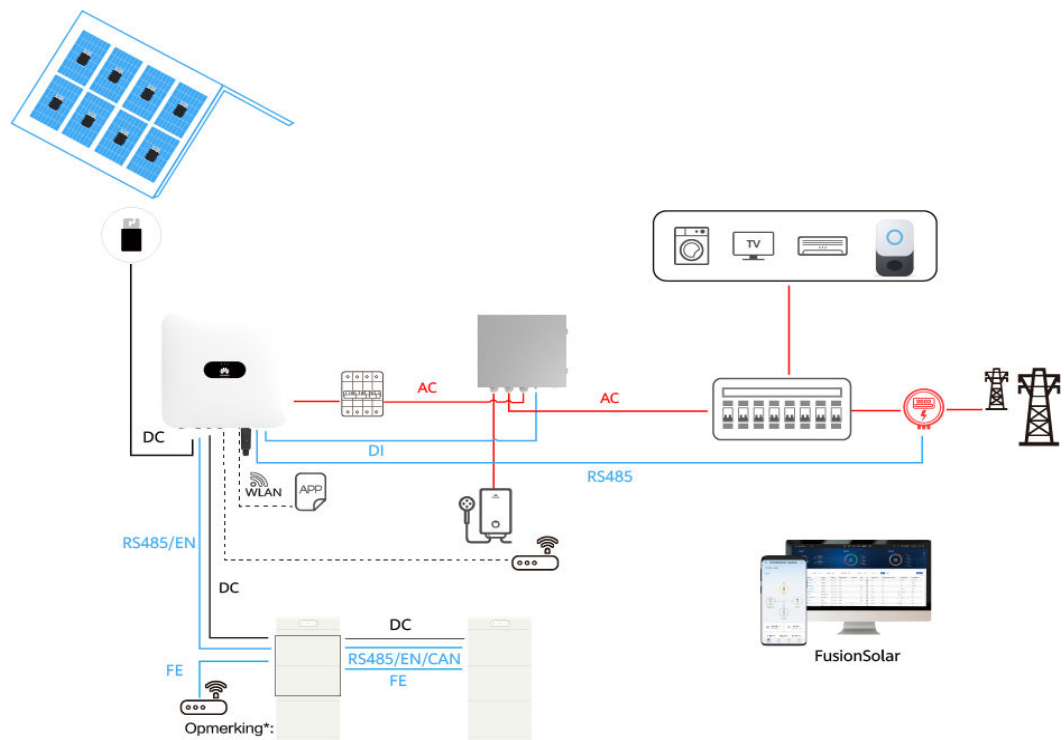 TV
AC
AC
DC
DI
RS485
WLAN
APP
RS485/EN
DC
DC
RS485/EN/CAN
FE
FE
Opmerking*:
FusionSolar